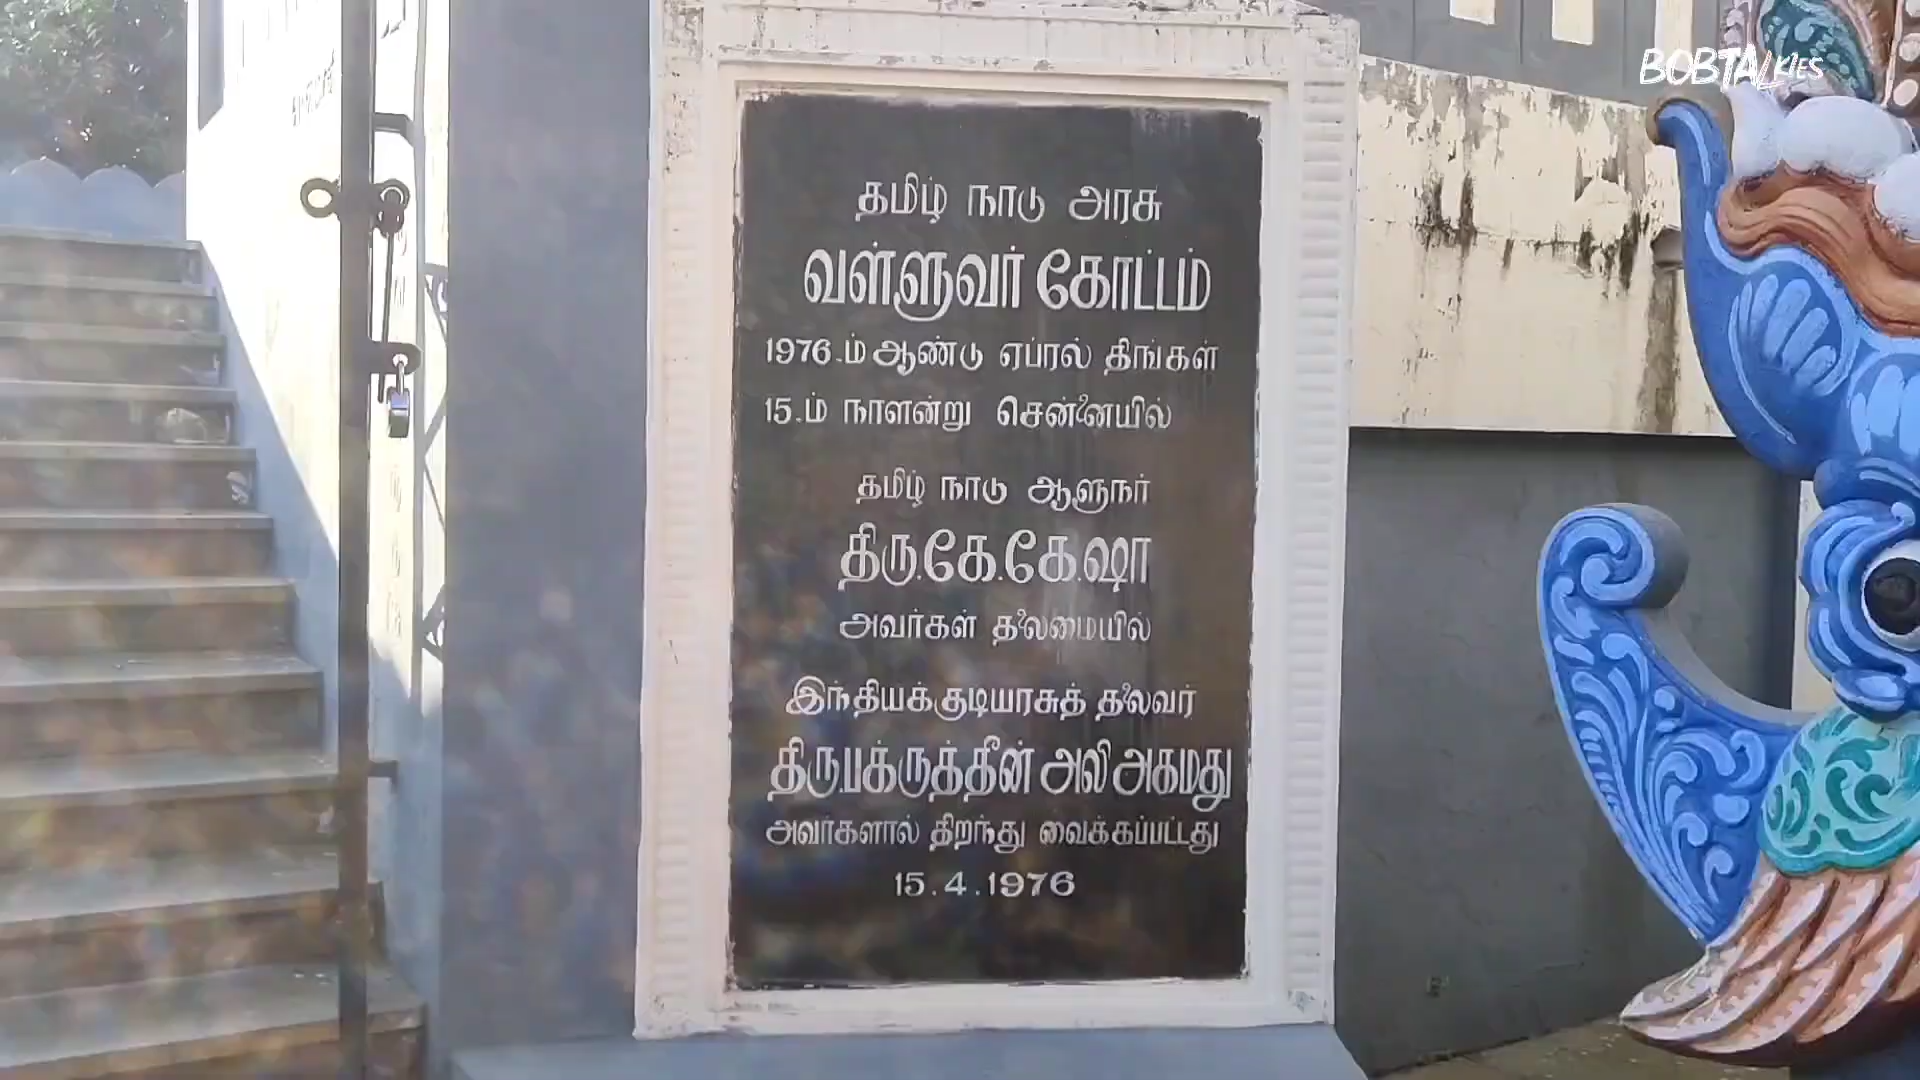 BOBTALKIES
தமிழ் நாடு அரசு
வள்ளுவர் கோட்டம்
1976.ம் ஆண்டு ஏப்ரல் திங்கள்
15.ம் நாளன்று சென்னையில்
தமிழ் நாடு ஆளுநர்
திரு.கே.கே.ஷா
அவர்கள் தலைமையில்
இந்தியக்குடியரசுத் தலைவர்
திரு.பக்ருத்தீன் அலி அகமது
அவர்களால் திறந்து வைக்கப்பட்டது
15.4.1976